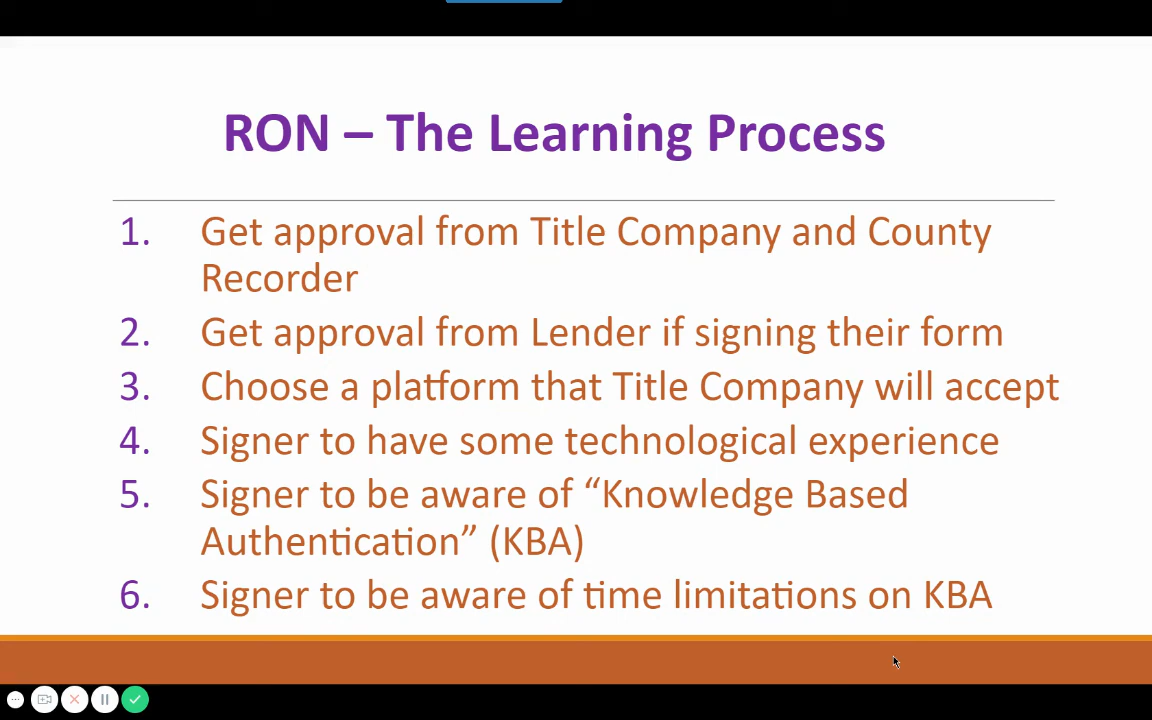 RON – The Learning Process
1. Get approval from Title Company and County
Recorder
2. Get approval from Lender if signing their form
3. Choose a platform that Title Company will accept
4. Signer to have some technological experience
5. Signer to be aware of “Knowledge Based
Authentication” (KBA)
6. Signer to be aware of time limitations on KBA